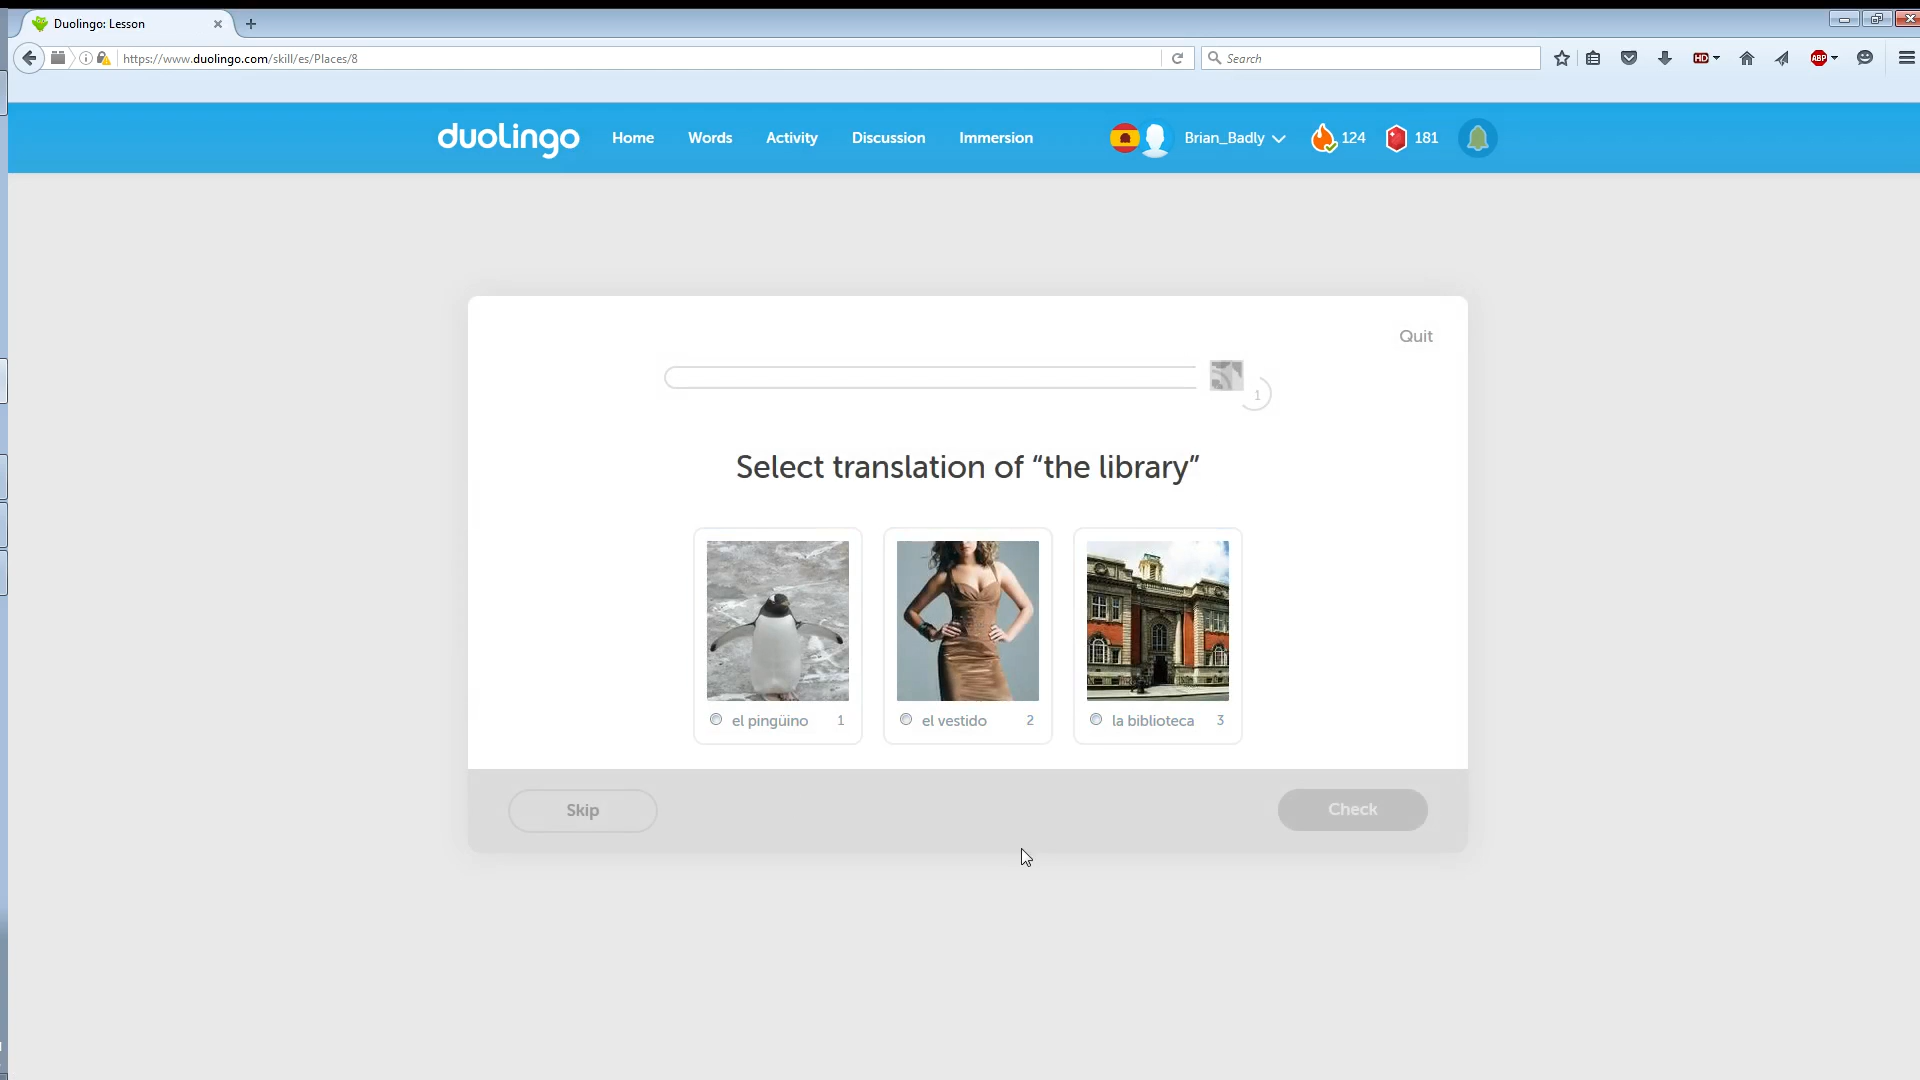 Duolingo: Lesson
https://www.duolingo.com/skill/es/Places/8
Search
HD
ABP
duolingo
Home
Words
Activity
Discussion
Immersion
Brian_Badly
124
181
Quit
1
Select translation of “the library”
el pingüino 1
el vestido 2
la biblioteca 3
Skip
Check